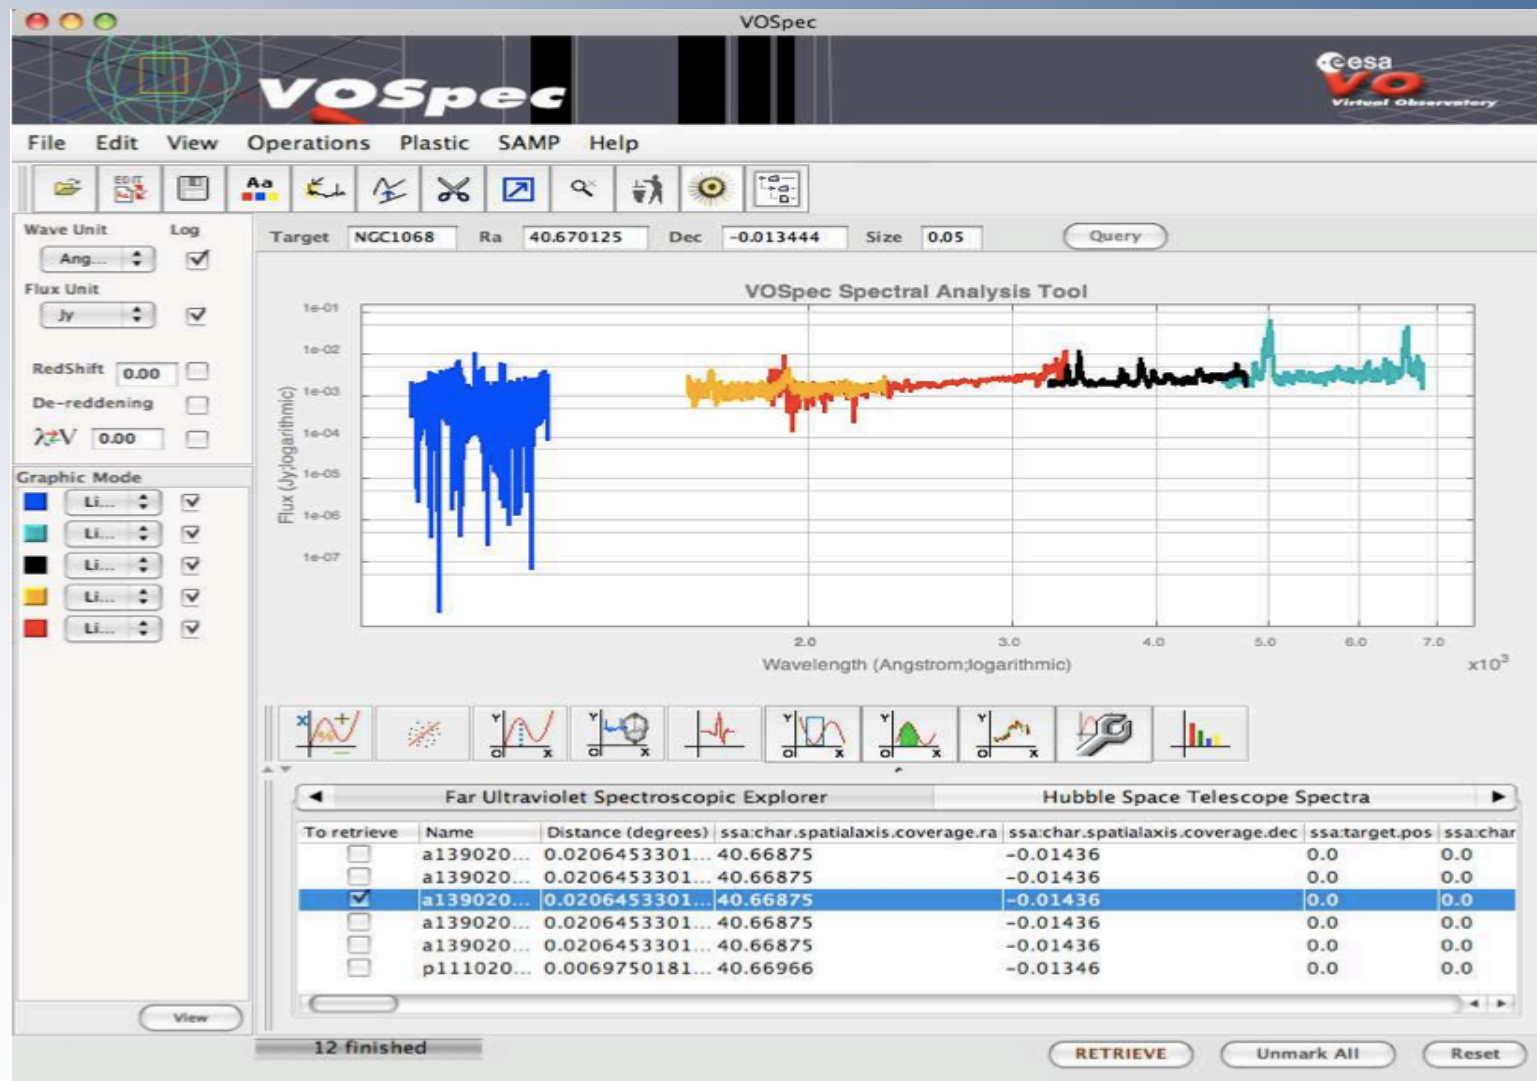 VOSpec
VOSpec
esa
VO
Virtual Observatory
File Edit View Operations Plastic SAMP Help
EDIT
Aa
Wave Unit Log
Ang...
Flux Unit
Jy
RedShift 0.00
De-reddening
λ⇄V 0.00
Graphic Mode
Li...
Li...
Li...
Li...
Li...
View
Target NGC1068 Ra 40.670125 Dec -0.013444 Size 0.05 Query
VOSpec Spectral Analysis Tool
1e-01
1e-02
1e-03
1e-04
1e-05
1e-06
1e-07
Flux (Jy;logarithmic)
2.0 3.0 4.0 5.0 6.0 7.0
Wavelength (Angstrom;logarithmic) x10³
Far Ultraviolet Spectroscopic Explorer Hubble Space Telescope Spectra
To retrieve Name Distance (degrees) ssa:char.spatialaxis.coverage.ra ssa:char.spatialaxis.coverage.dec ssa:target.pos ssa:char
a139020... 0.0206453301... 40.66875 -0.01436 0.0 0.0
a139020... 0.0206453301... 40.66875 -0.01436 0.0 0.0
a139020... 0.0206453301... 40.66875 -0.01436 0.0 0.0
a139020... 0.0206453301... 40.66875 -0.01436 0.0 0.0
a139020... 0.0206453301... 40.66875 -0.01436 0.0 0.0
p111020... 0.0069750181... 40.66966 -0.01346 0.0 0.0
12 finished
RETRIEVE Unmark All Reset